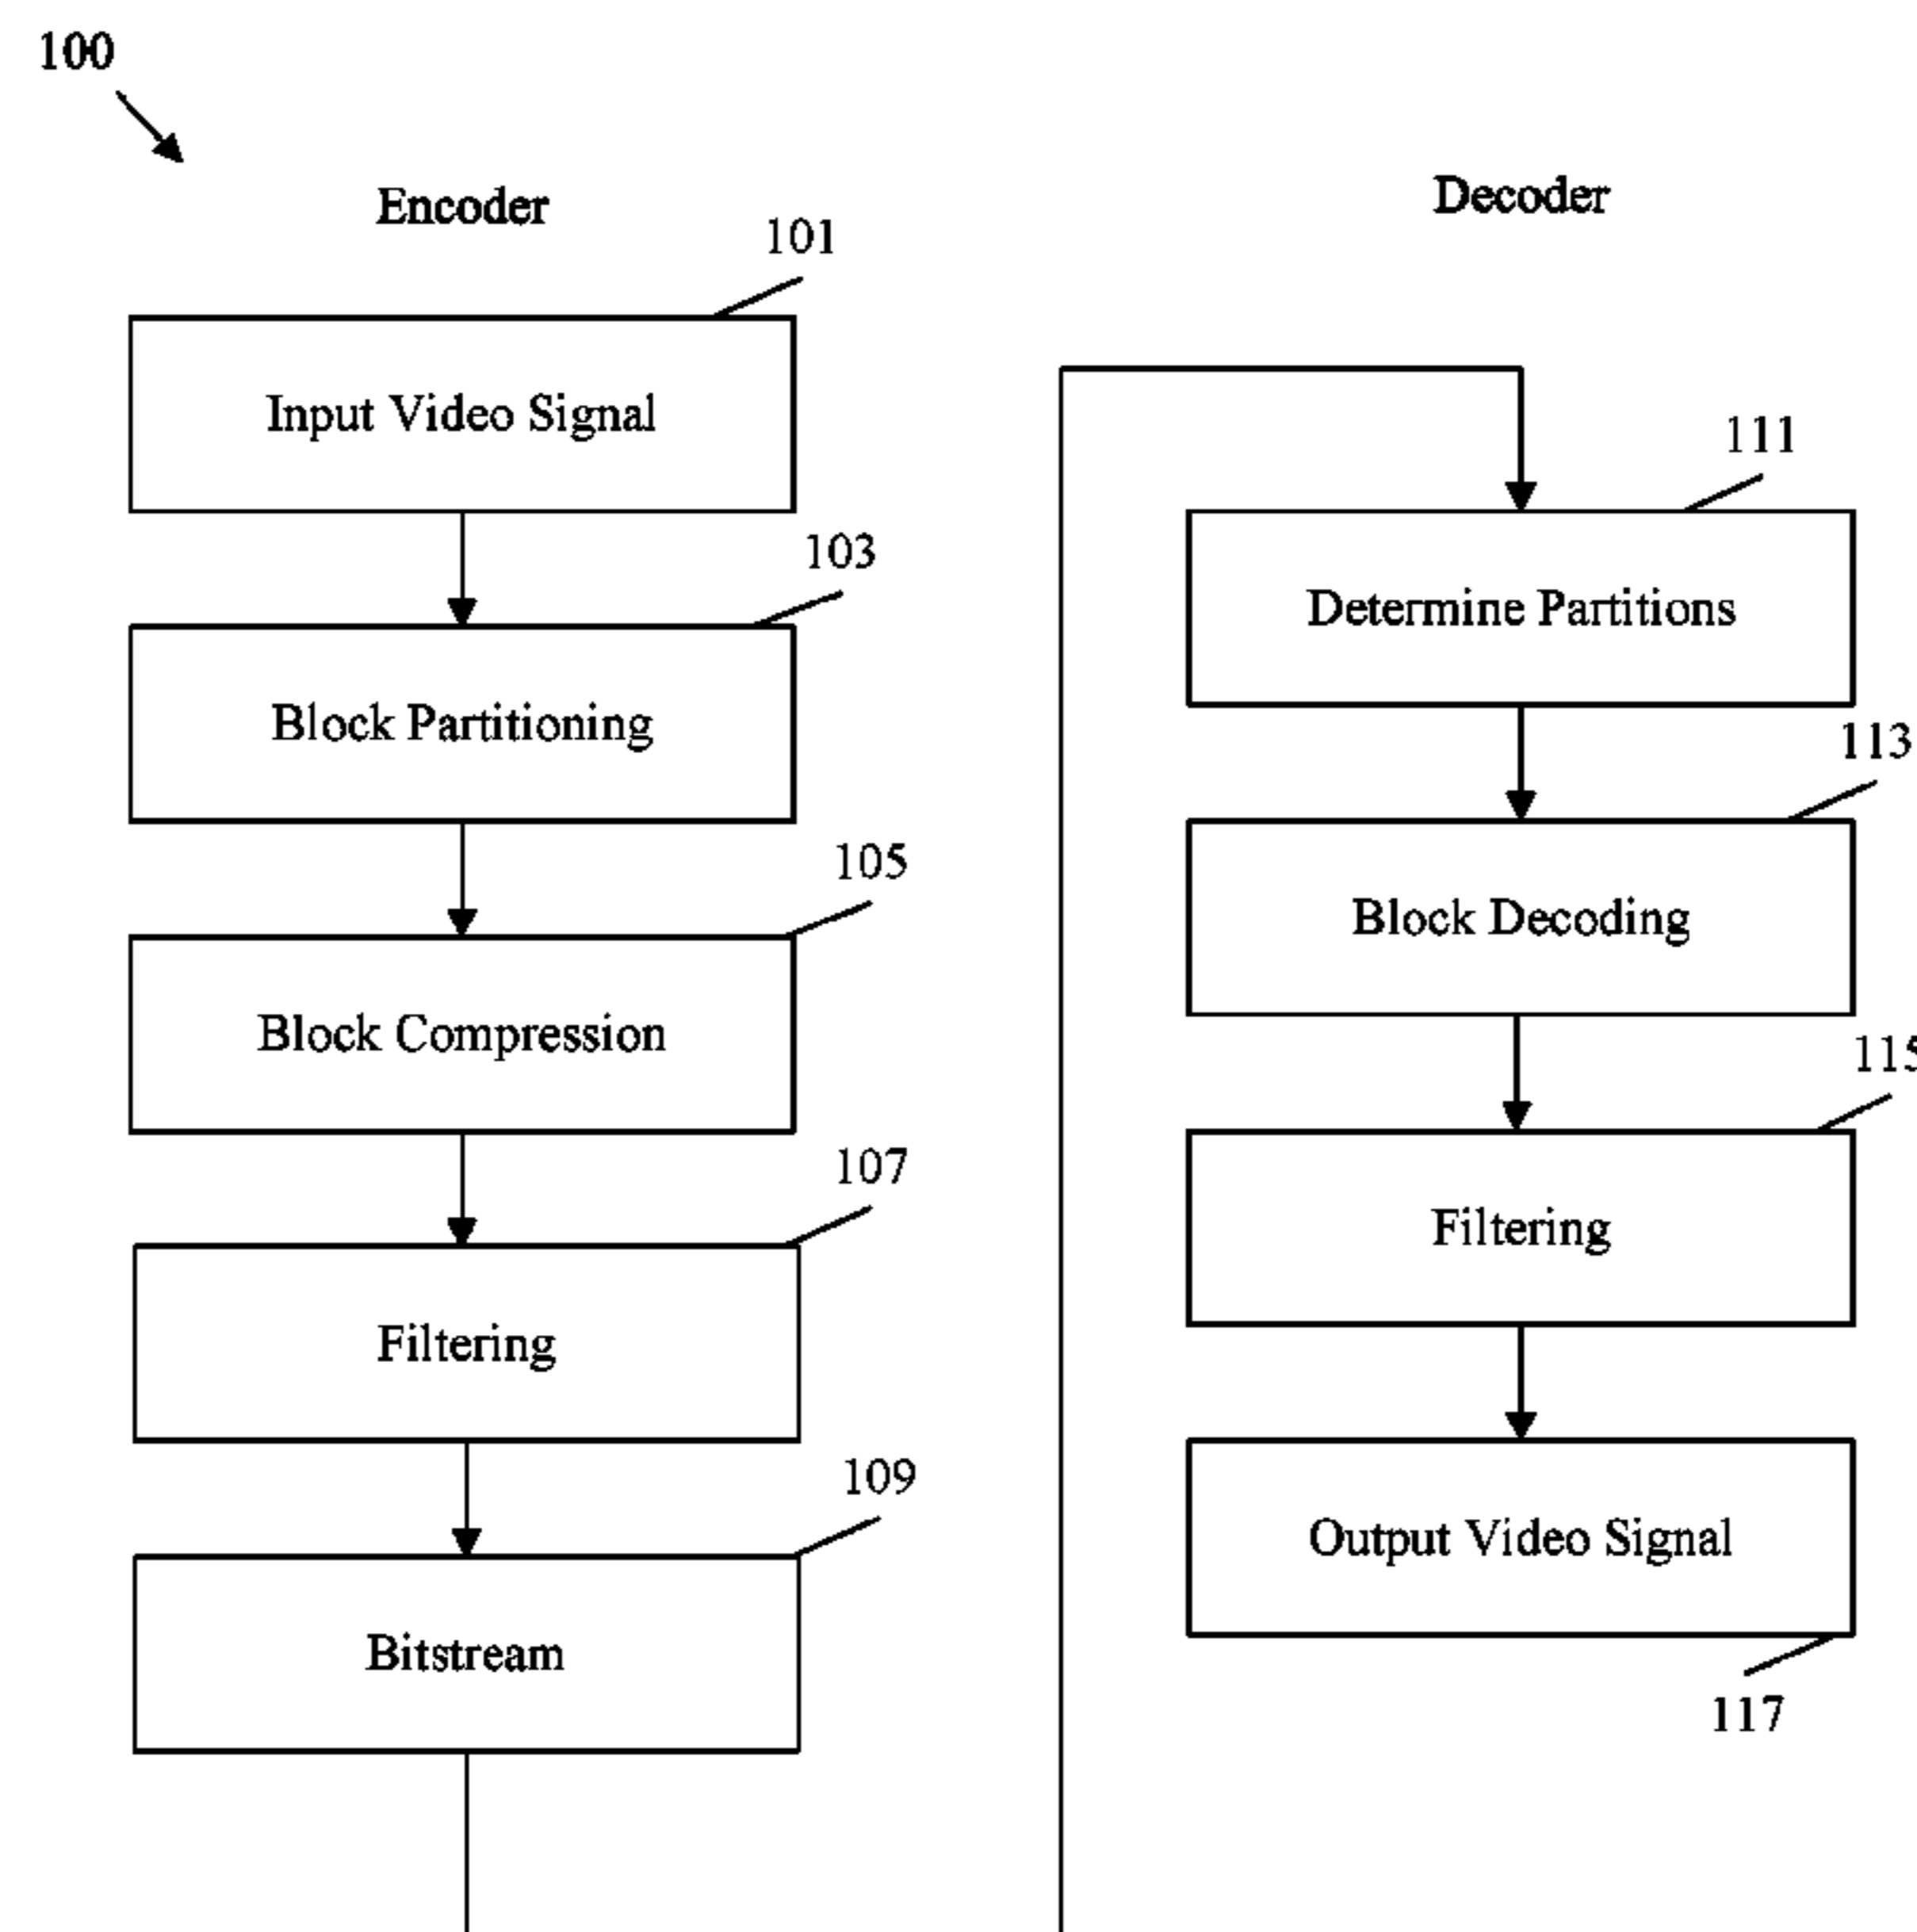 100
Encoder
101
Input Video Signal
103
Block Partitioning
105
Block Compression
107
Filtering
109
Bitstream
Decoder
111
Determine Partitions
113
Block Decoding
115
Filtering
Output Video Signal
117